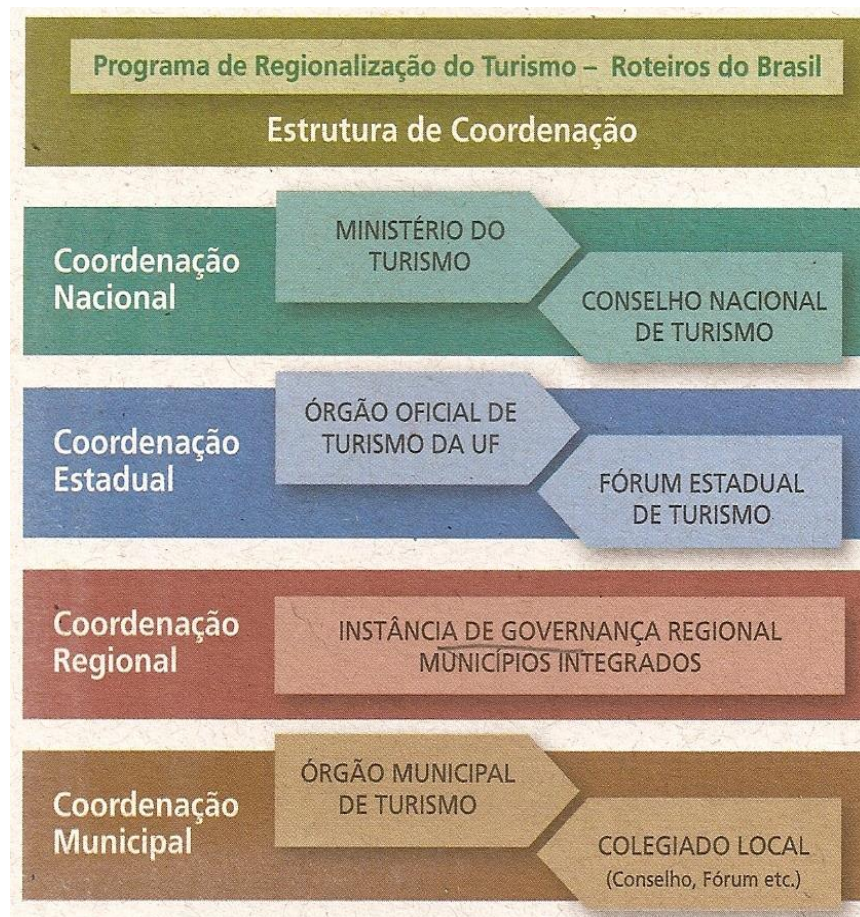 Programa de Regionalização do Turismo – Roteiros do Brasil
Estrutura de Coordenação
Coordenação
Nacional
MINISTÉRIO DO
TURISMO
CONSELHO NACIONAL
DE TURISMO
Coordenação
Estadual
ÓRGÃO OFICIAL DE
TURISMO DA UF
FÓRUM ESTADUAL
DE TURISMO
Coordenação
Regional
INSTÂNCIA DE GOVERNANÇA REGIONAL
MUNICÍPIOS INTEGRADOS
Coordenação
Municipal
ÓRGÃO MUNICIPAL
DE TURISMO
COLEGIADO LOCAL
(Conselho, Fórum etc.)